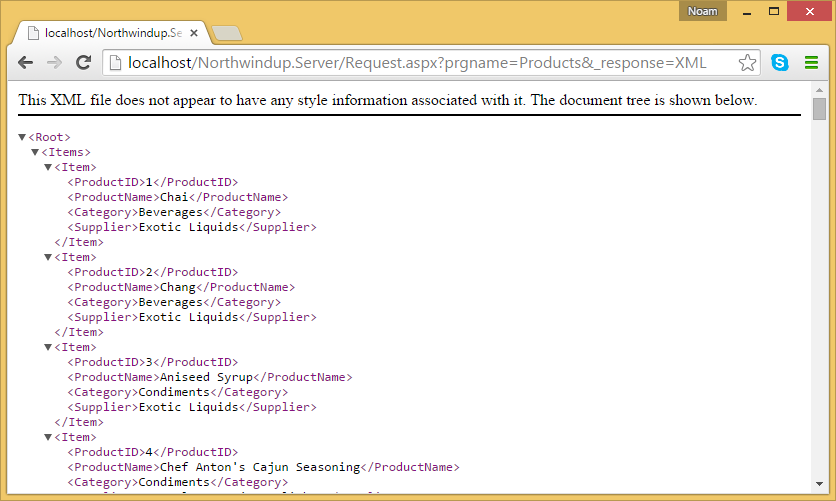 Noam
localhost/Northwindup.Se
localhost/Northwindup.Server/Request.aspx?prgname=Products&_response=XML
This XML file does not appear to have any style information associated with it. The document tree is shown below.
<Root>
<Items>
<Item>
<ProductID>1</ProductID>
<ProductName>Chai</ProductName>
<Category>Beverages</Category>
<Supplier>Exotic Liquids</Supplier>
</Item>
<Item>
<ProductID>2</ProductID>
<ProductName>Chang</ProductName>
<Category>Beverages</Category>
<Supplier>Exotic Liquids</Supplier>
</Item>
<Item>
<ProductID>3</ProductID>
<ProductName>Aniseed Syrup</ProductName>
<Category>Condiments</Category>
<Supplier>Exotic Liquids</Supplier>
</Item>
<Item>
<ProductID>4</ProductID>
<ProductName>Chef Anton's Cajun Seasoning</ProductName>
<Category>Condiments</Category>